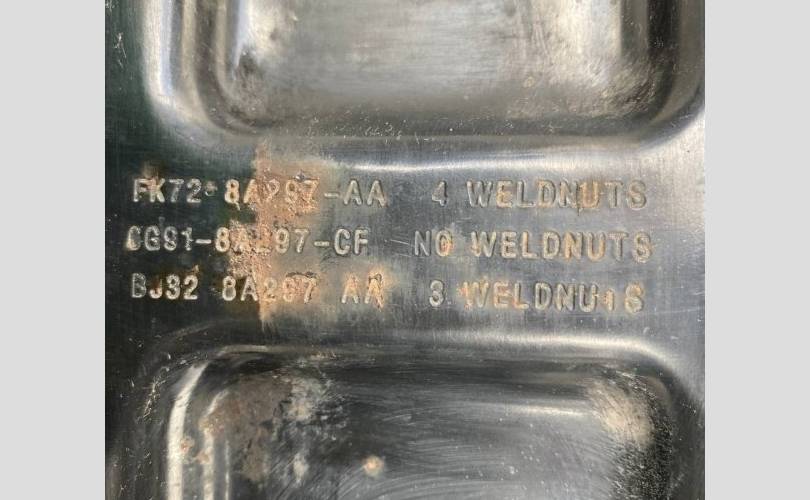 FK72-8A297-AA 4 WELDNUTS
CG91-8A297-CF NO WELDNUTS
BJ32 8A297 AA 3 WELDNUTS